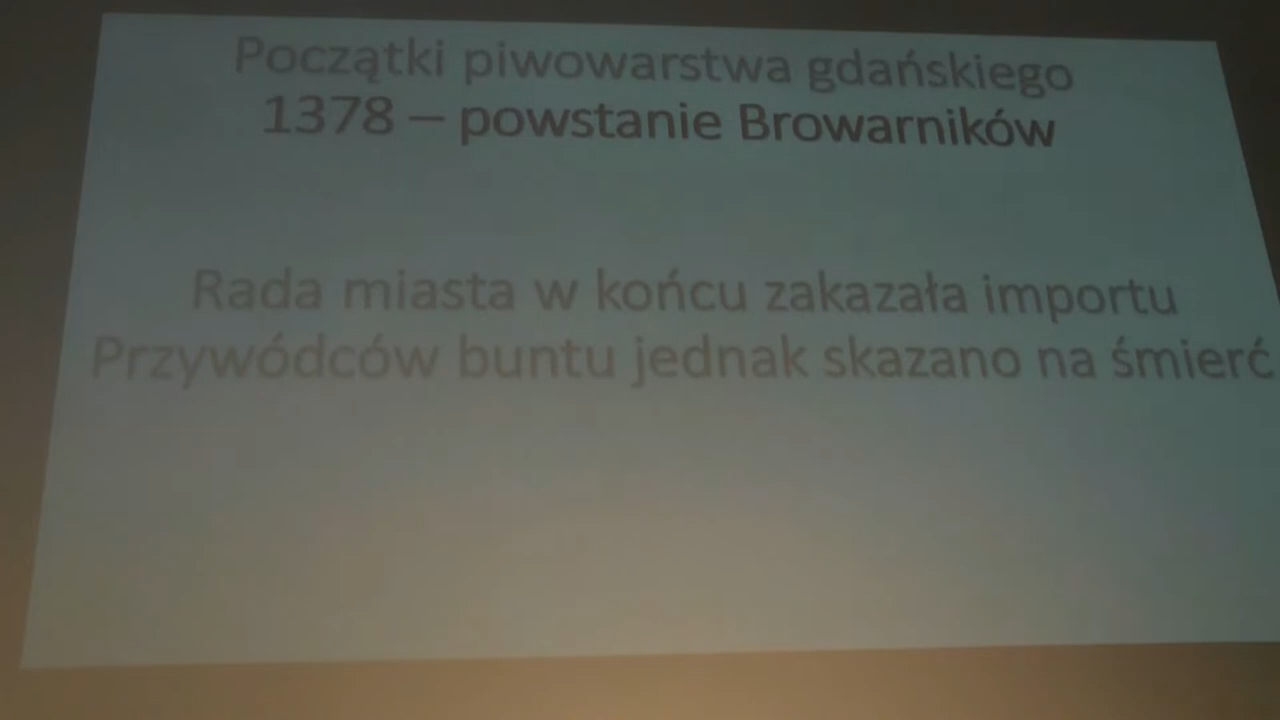 Początki piwowarstwa gdańskiego
1378 – powstanie Browarników
Rada miasta w końcu zakazała importu
Przywódców buntu jednak skazano na śmierć